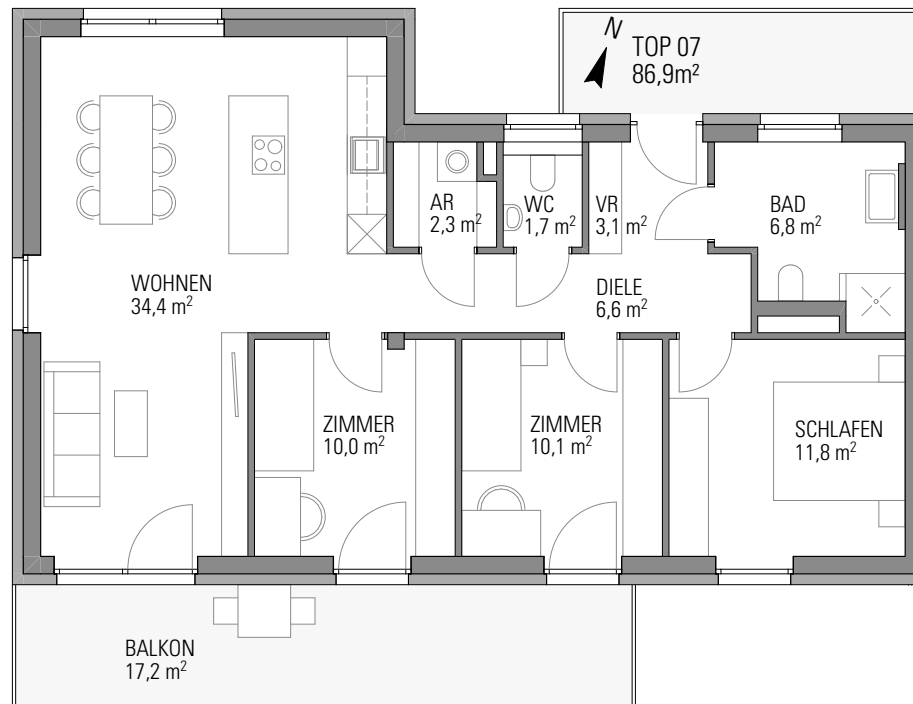 N
TOP 07
86,9m²
AR
2,3 m²
WC
1,7 m²
VR
3,1 m²
BAD
6,8 m²
WOHNEN
34,4 m²
DIELE
6,6 m²
ZIMMER
10,0 m²
ZIMMER
10,1 m²
SCHLAFEN
11,8 m²
BALKON
17,2 m²